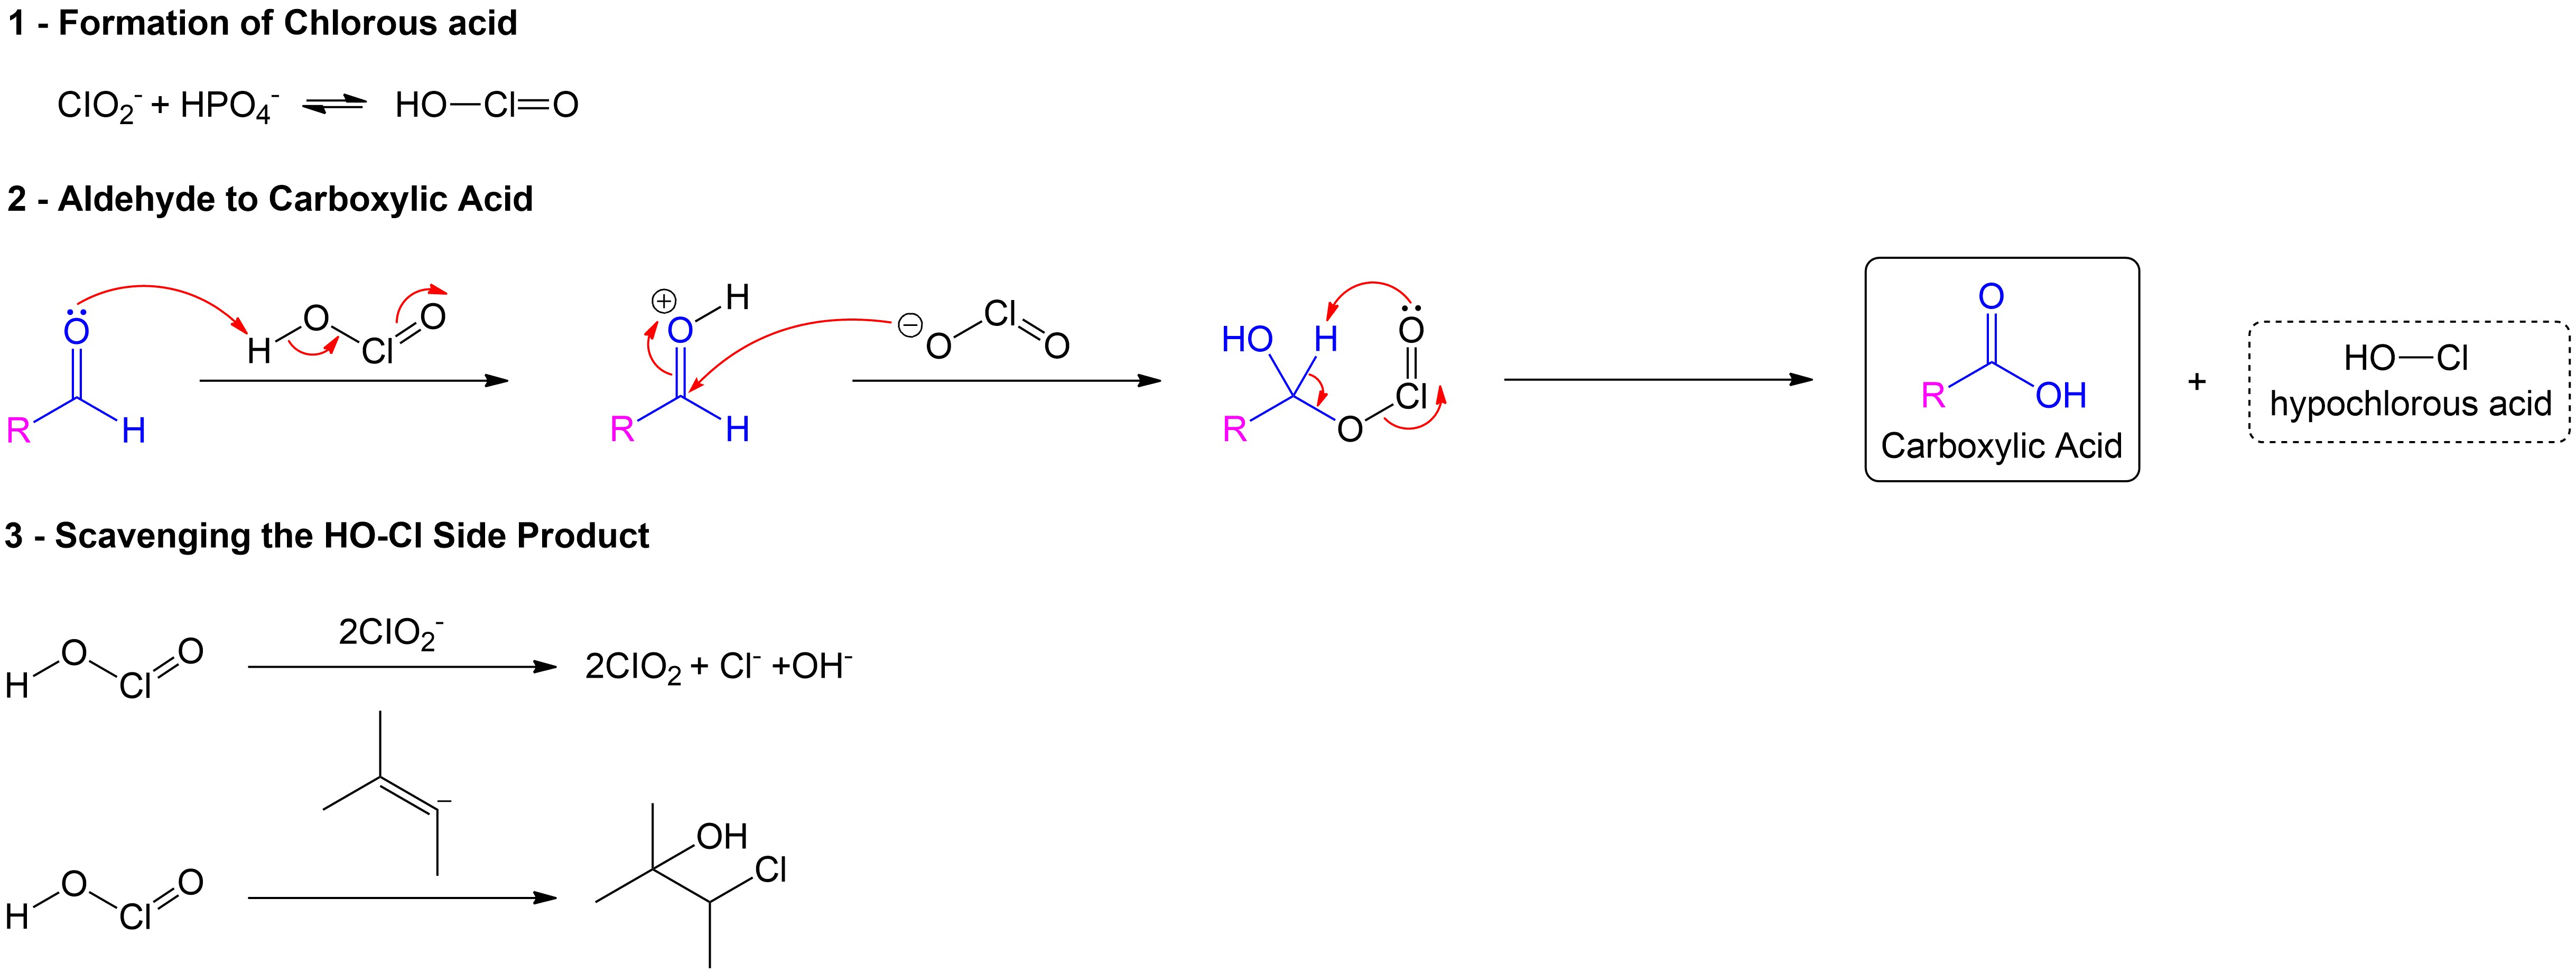 1 - Formation of Chlorous acid
ClO₂⁻ + HPO₄⁻ ⇌ HO—Cl=O
2 - Aldehyde to Carboxylic Acid
O R H
H O Cl O
⊕ O H R H
⊖ O Cl O
HO H R O Cl O
O R OH
Carboxylic Acid
+
HO—Cl
hypochlorous acid
3 - Scavenging the HO-Cl Side Product
H O Cl O
2ClO₂⁻
2ClO₂ + Cl⁻ +OH⁻
H O Cl O
–
OH Cl